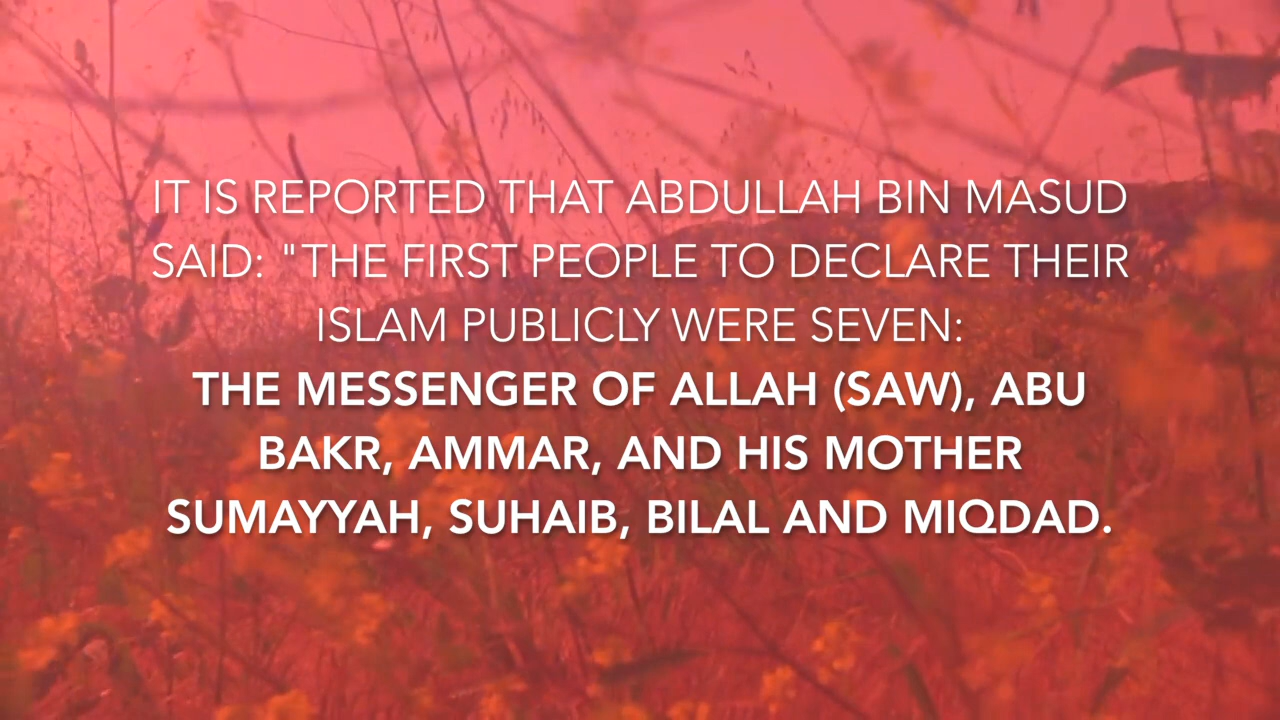 IT IS REPORTED THAT ABDULLAH BIN MASUD
SAID: "THE FIRST PEOPLE TO DECLARE THEIR
ISLAM PUBLICLY WERE SEVEN:
THE MESSENGER OF ALLAH (SAW), ABU
BAKR, AMMAR, AND HIS MOTHER
SUMAYYAH, SUHAIB, BILAL AND MIQDAD.